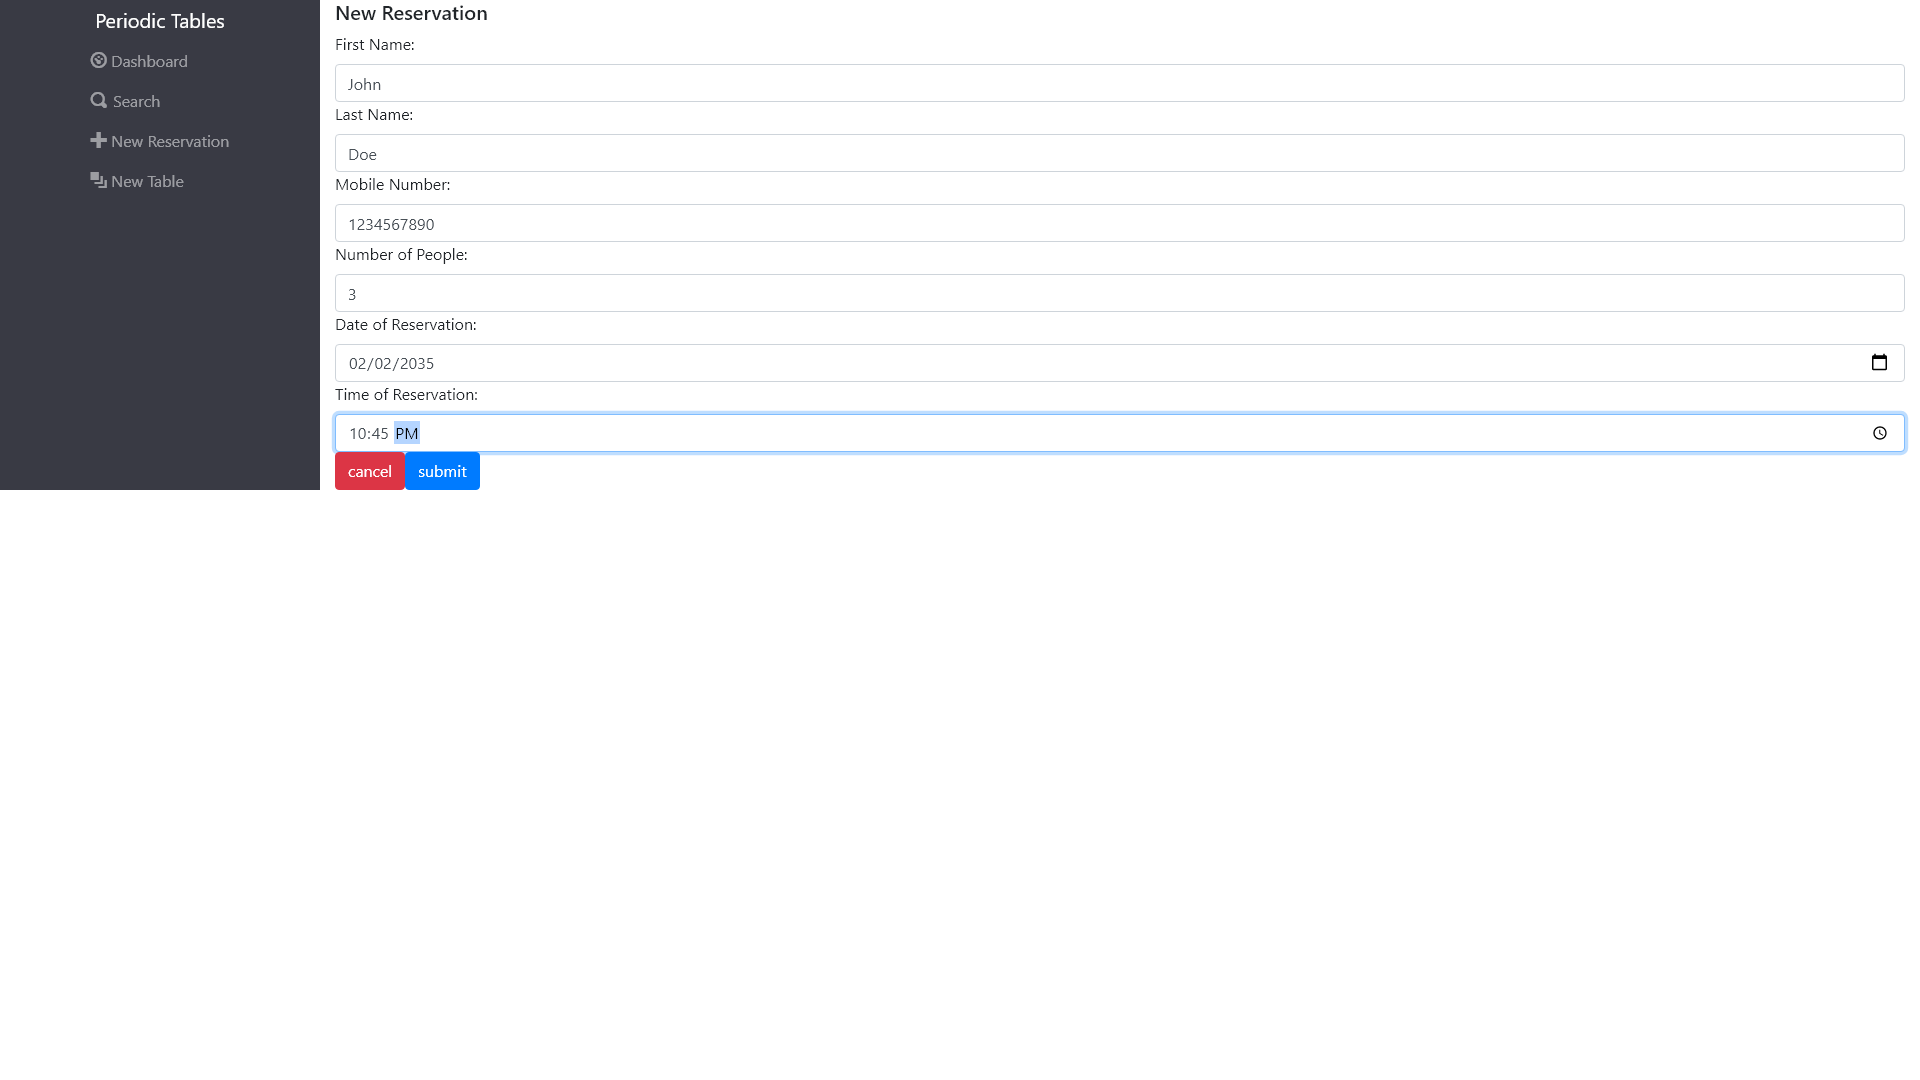 Periodic Tables
Dashboard
Search
New Reservation
New Table
New Reservation
First Name:
John
Last Name:
Doe
Mobile Number:
1234567890
Number of People:
3
Date of Reservation:
02/02/2035
Time of Reservation:
10:45 PM
cancel submit